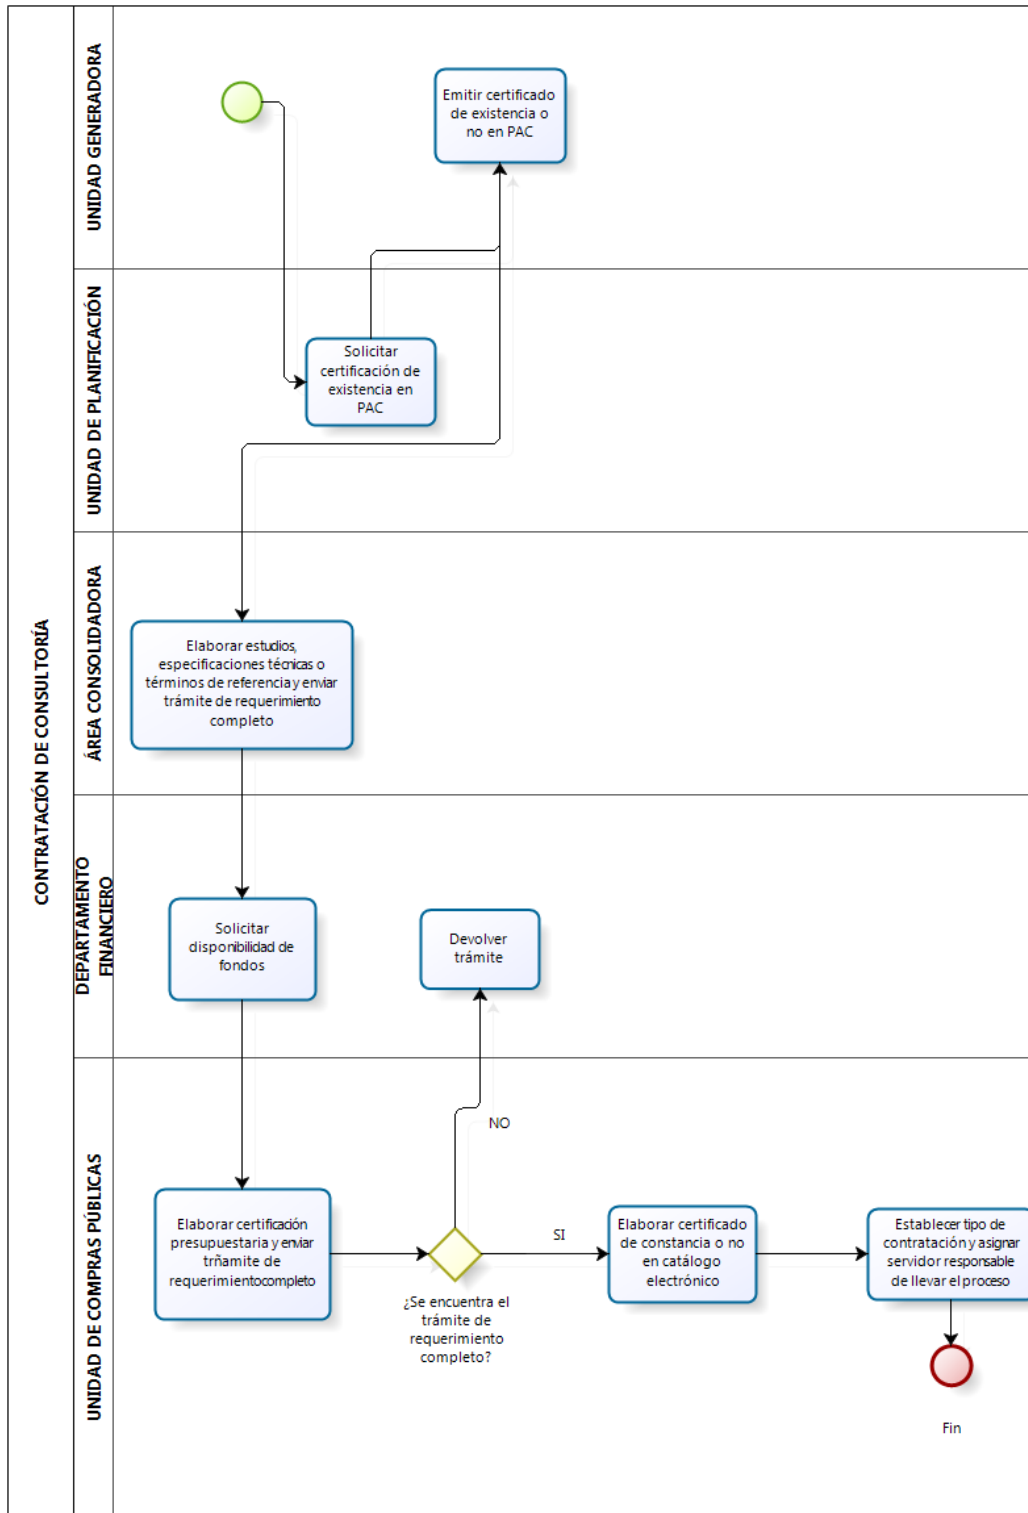 CONTRATACIÓN DE CONSULTORÍA
UNIDAD GENERADORA
Emitir certificado
de existencia o
no en PAC
UNIDAD DE PLANIFICACIÓN
Solicitar
certificación de
existencia en
PAC
ÁREA CONSOLIDADORA
Elaborar estudios,
especificaciones técnicas o
términos de referencia y enviar
trámite de requerimiento
completo
DEPARTAMENTO
FINANCIERO
Solicitar
disponibilidad de
fondos
Devolver
trámite
UNIDAD DE COMPRAS PÚBLICAS
NO
Elaborar certificación
presupuestaria y enviar
trñamite de
requerimiento completo
¿Se encuentra el
trámite de
requerimiento
completo?
SI
Elaborar certificado
de constancia o no
en catálogo
electrónico
Establecer tipo de
contratación y asignar
servidor responsable
de llevar el proceso
Fin